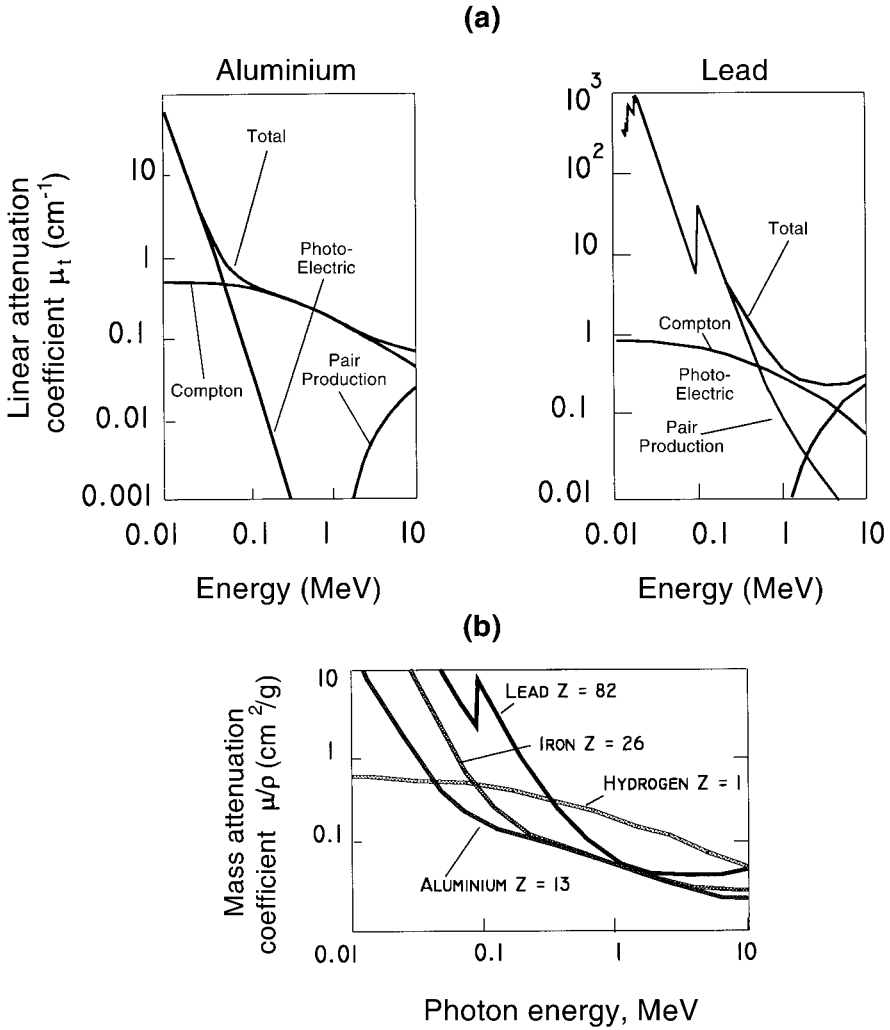 (a)
Aluminium
Linear attenuation
coefficient μt (cm-1)
10
1
0.1
0.01
0.001
Total
Photo-
Electric
Compton
Pair
Production
0.01
0.1
1
10
Energy (MeV)
Lead
10³
10²
10
1
0.1
0.01
Total
Compton
Photo-
Electric
Pair
Production
0.01
0.1
1
10
Energy (MeV)
(b)
Mass attenuation
coefficient μ/ρ (cm²/g)
10
1
0.1
LEAD Z = 82
IRON Z = 26
HYDROGEN Z = 1
ALUMINIUM Z = 13
0.01
0.1
1
10
Photon energy, MeV